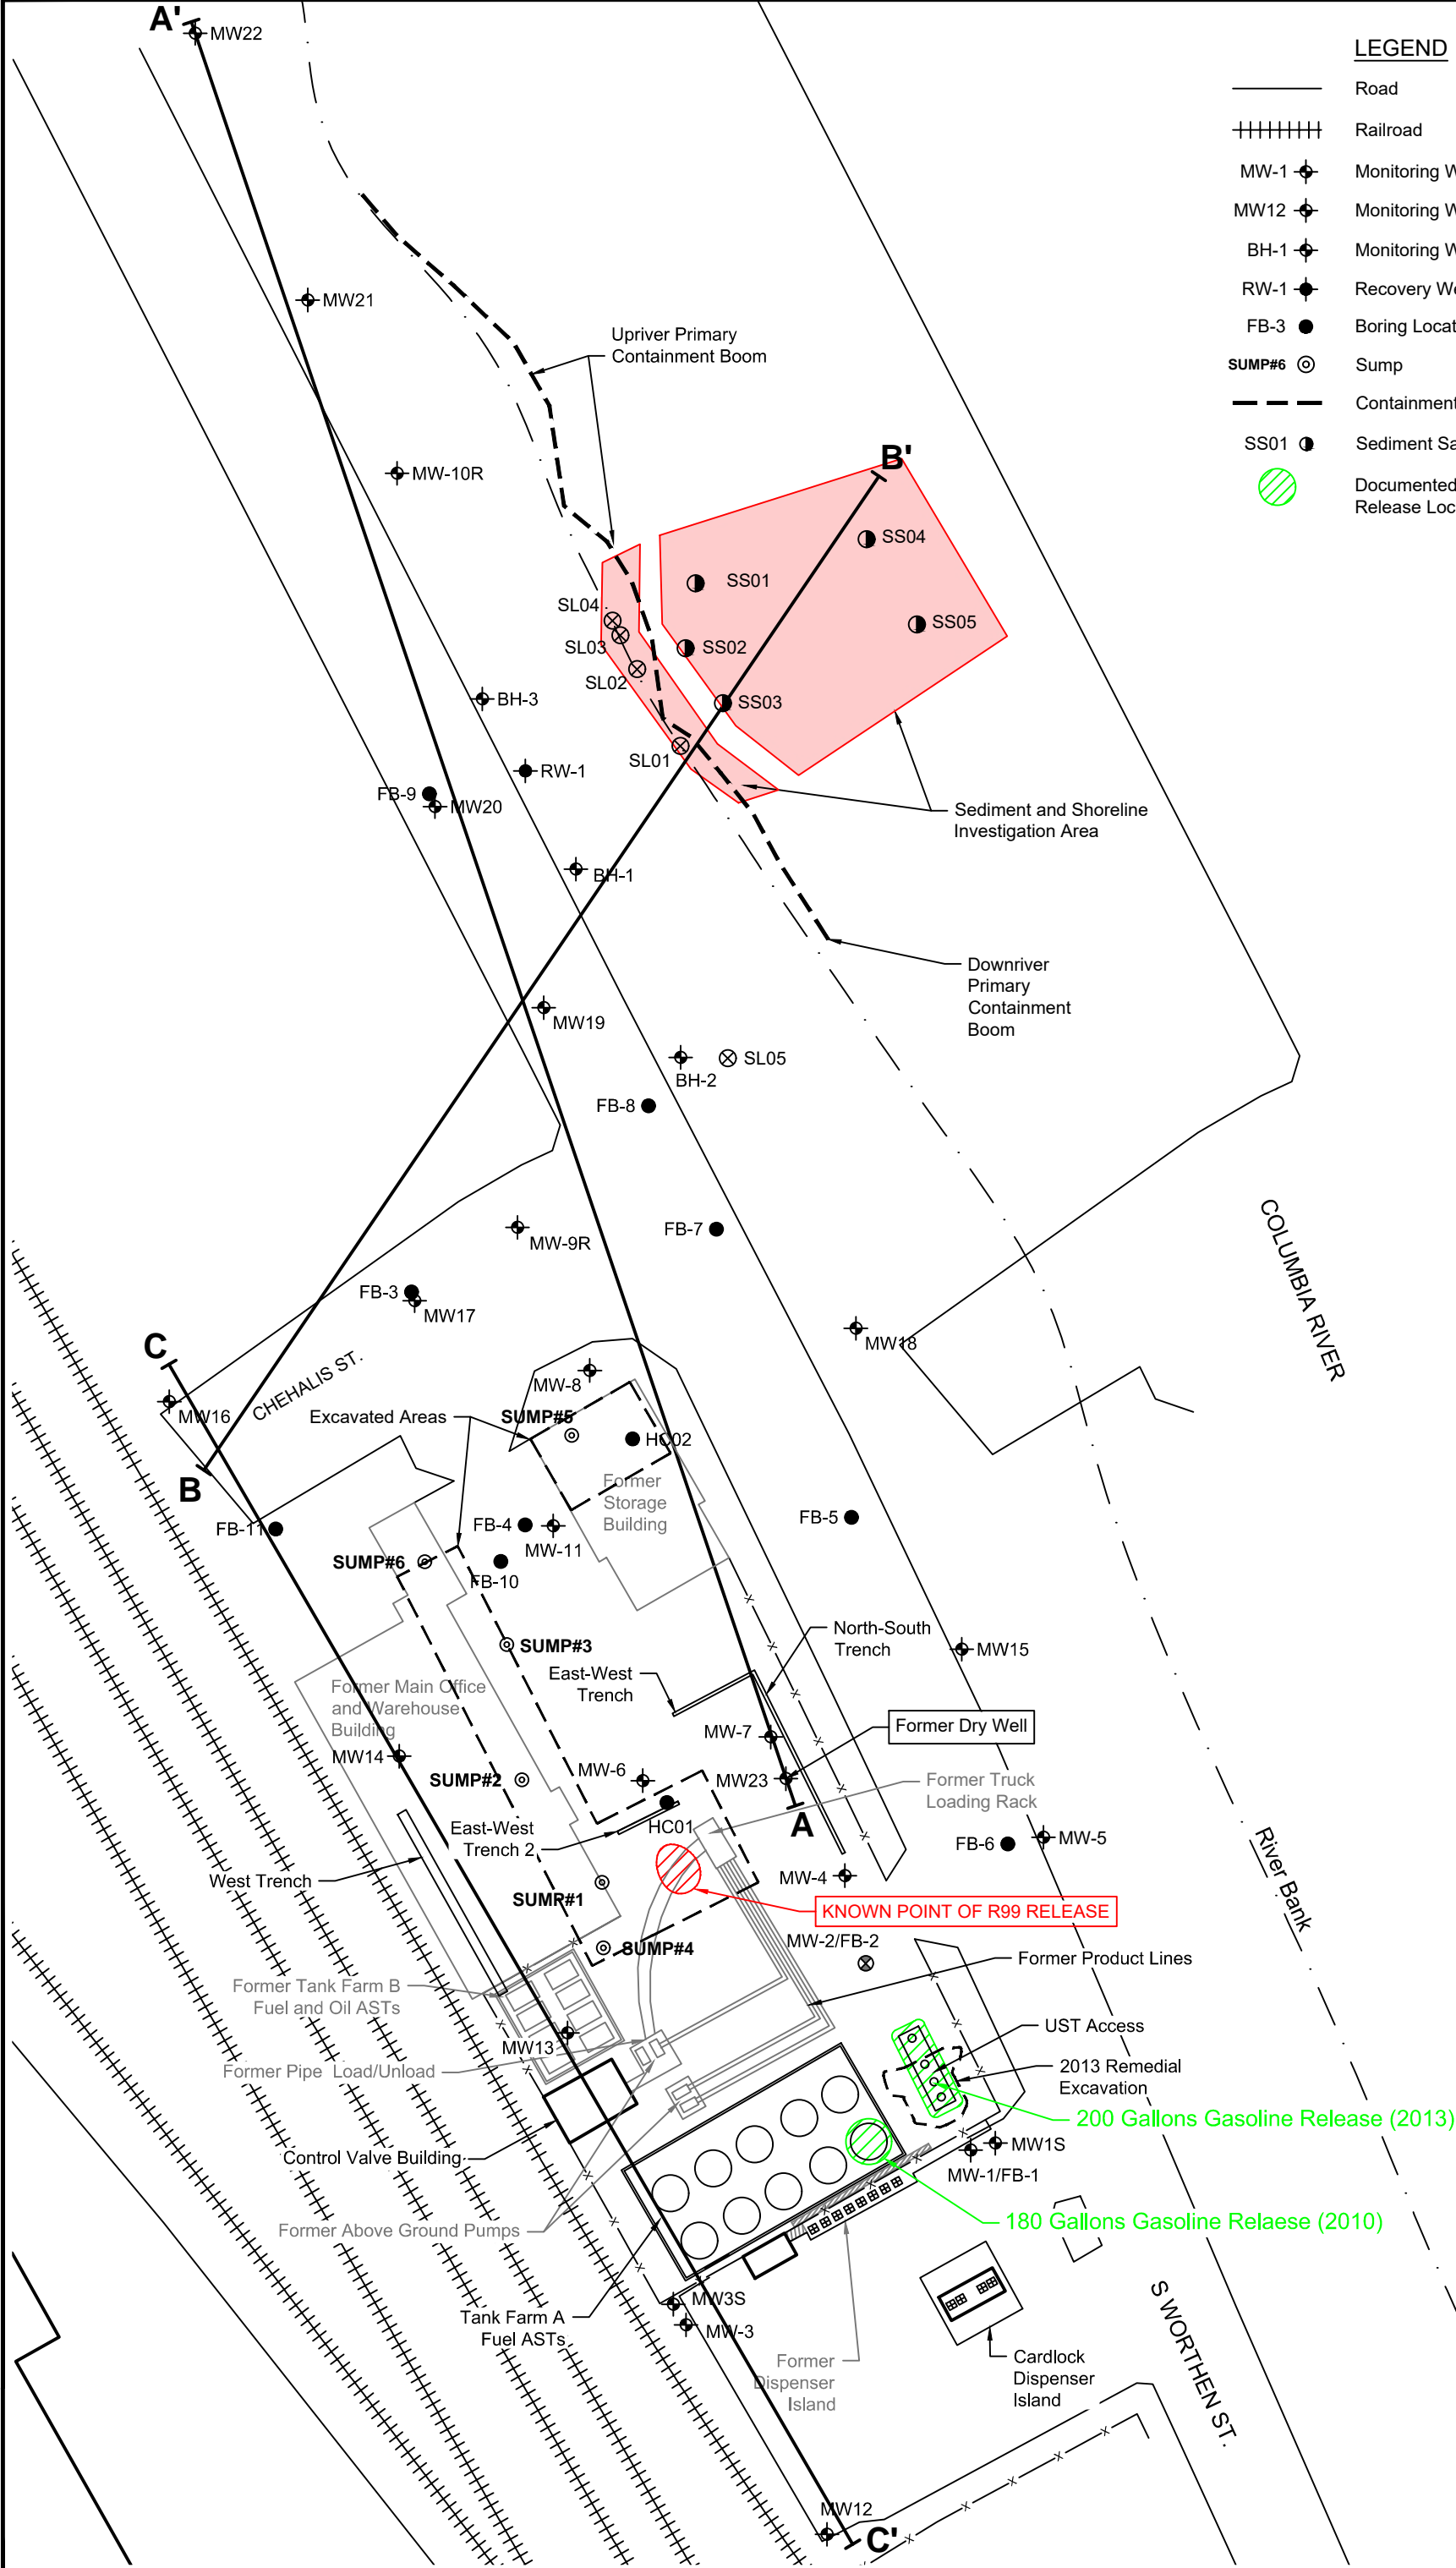 A'
MW22
LEGEND
Road
Railroad
MW-1
Monitoring
MW12
Monitoring
BH-1
Monitoring
RW-1
Recovery
FB-3
Boring
SUMP#6
Sump
Containment
SS01
Sediment
Documented
Release
MW21
Upriver Primary
Containment Boom
MW-10R
B'
SS04
SS01
SL04
SS05
SL03
SS02
SL02
BH-3
SS03
SL01
RW-1
FB-9
MW20
Sediment and Shoreline
Investigation Area
BH-1
Downriver
Primary
Containment
Boom
MW19
SL05
BH-2
FB-8
COLUMBIA RIVER
FB-7
MW-9R
FB-3
MW17
MW18
C
CHEHALIS ST.
MW-8
MW16
Excavated Areas
SUMP#5
HC02
B
Former
Storage
Building
FB-5
FB-11
FB-4
MW-11
SUMP#6
FB-10
North-South
Trench
SUMP#3
MW15
East-West
Trench
Former Main Office
and Warehouse
Building
MW-7
Former Dry Well
MW14
MW-6
SUMP#2
MW23
Former Truck
Loading Rack
A
HC01
East-West
Trench 2
FB-6
MW-5
West Trench
MW-4
SUMP#1
KNOWN POINT OF R99 RELEASE
River Bank
MW-2/FB-2
SUMP#4
Former Product Lines
Former Tank Farm B
Fuel and Oil ASTs
UST Access
MW13
2013 Remedial
Excavation
Former Pipe Load/Unload
200 Gallons Gasoline Release (2013)
MW1S
Control Valve Building
MW-1/FB-1
180 Gallons Gasoline Relaese (2010)
Former Above Ground Pumps
MW3S
Tank Farm A
Fuel ASTs
MW-3
S WORTHEN ST.
Former
Dispenser
Island
Cardlock
Dispenser
Island
MW12
C'